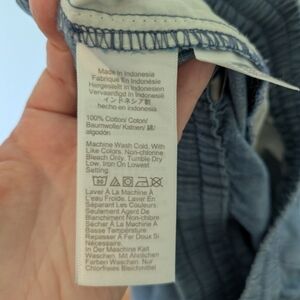 Made In Indonesia
Fabriqué En Indonésie
Hergestellt in Indonesien
Vervaardigd in Indonesië
インドネシア製
hecho en indonesia
100% Cotton/ Coton/
Baumwolle/ Katoen/ 綿/
algodón
Machine Wash Cold, With
Like Colors. Non-chlorine
Bleach Only. Tumble Dry
Low, Iron On Lowest
Setting.
Laver À La Machine À
L'eau Froide. Laver En
Séparant Les Couleurs
Seulement Agent De
Blanchiment Non-chlore.
Sécher À La Machine À
Basse Température.
Repasser À Fer Doux Si
Nécessaire.
In Der Maschine Kalt
Waschen. Mit Ähnlichen
Farben Waschen. Nur
Chlorfreies Bleichmittel